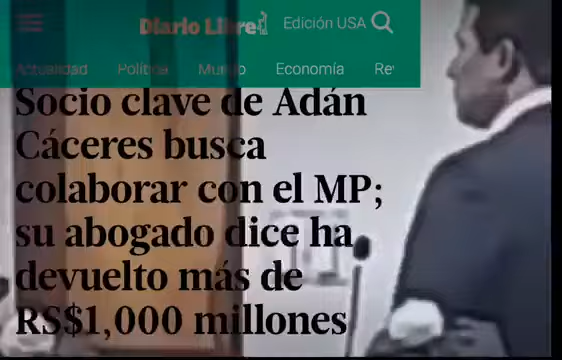 Diario Libre
Edición USA
Actualidad Política Mundo Economía Rev
Socio clave de Adán
Cáceres busca
colaborar con el MP;
su abogado dice ha
devuelto más de
RS$1,000 millones